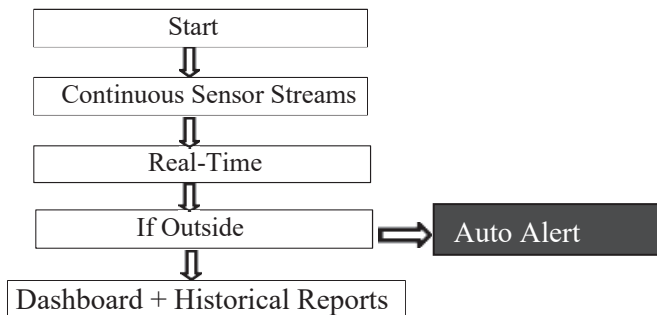 Start
Continuous Sensor Streams
Real-Time
If Outside
Auto Alert
Dashboard + Historical Reports